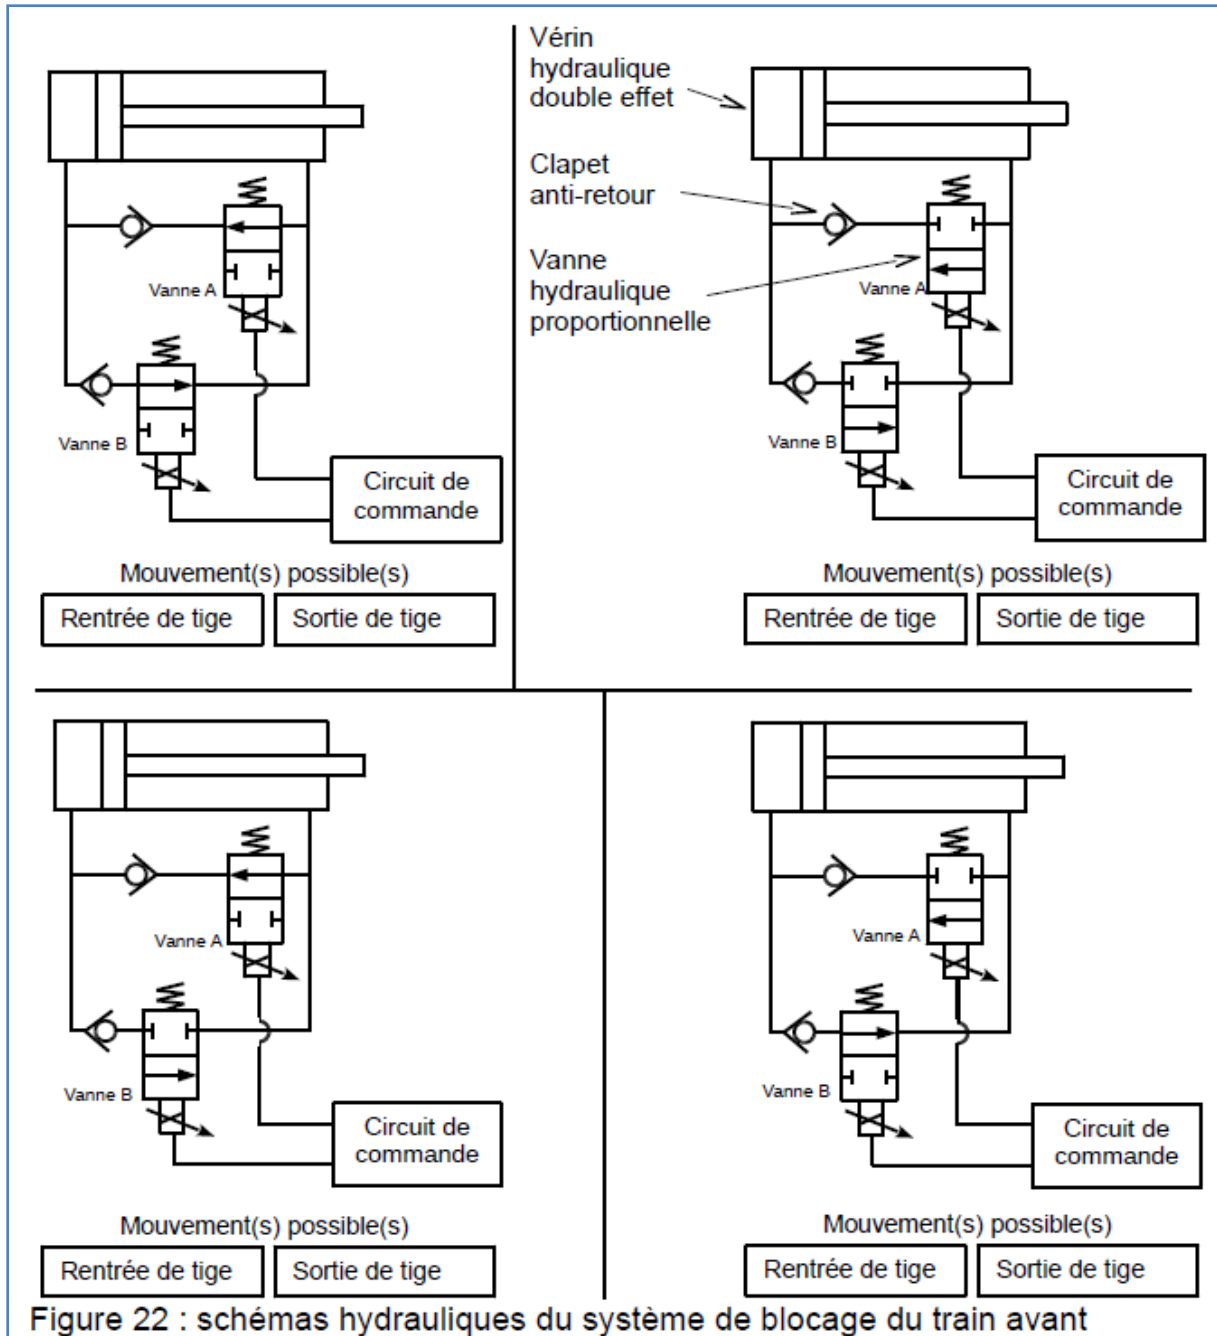 Vérin
hydraulique
double effet
Clapet
anti-retour
Vanne
hydraulique
proportionnelle
Vanne A
Vanne B
Circuit de
commande
Mouvement(s) possible(s)
Rentrée de tige
Sortie de tige
Vanne A
Vanne B
Circuit de
commande
Mouvement(s) possible(s)
Rentrée de tige
Sortie de tige
Vanne A
Vanne B
Circuit de
commande
Mouvement(s) possible(s)
Rentrée de tige
Sortie de tige
Vanne A
Vanne B
Circuit de
commande
Mouvement(s) possible(s)
Rentrée de tige
Sortie de tige
Figure 22 : schémas hydrauliques du système de blocage du train avant